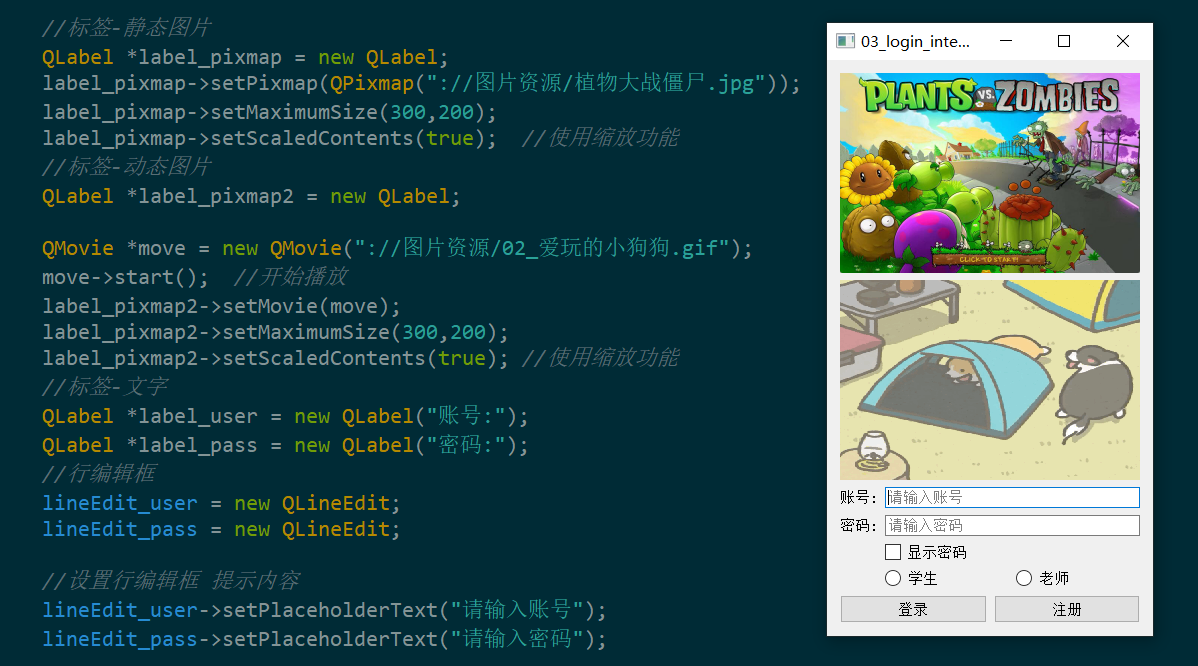 //标签-静态图片
QLabel *label_pixmap = new QLabel;
label_pixmap->setPixmap(QPixmap("://图片资源/植物大战僵尸.jpg"));
label_pixmap->setMaximumSize(300,200);
label_pixmap->setScaledContents(true);  //使用缩放功能
//标签-动态图片
QLabel *label_pixmap2 = new QLabel;
QMovie *move = new QMovie("://图片资源/02_爱玩的小狗狗.gif");
move->start();  //开始播放
label_pixmap2->setMovie(move);
label_pixmap2->setMaximumSize(300,200);
label_pixmap2->setScaledContents(true); //使用缩放功能
//标签-文字
QLabel *label_user = new QLabel("账号:");
QLabel *label_pass = new QLabel("密码:");
//行编辑框
lineEdit_user = new QLineEdit;
lineEdit_pass = new QLineEdit;
//设置行编辑框 提示内容
lineEdit_user->setPlaceholderText("请输入账号");
lineEdit_pass->setPlaceholderText("请输入密码");
03_login_inte...
PLANTS VS. ZOMBIES
CLICK TO START!
账号: 请输入账号
密码: 请输入密码
显示密码
学生 老师
登录 注册